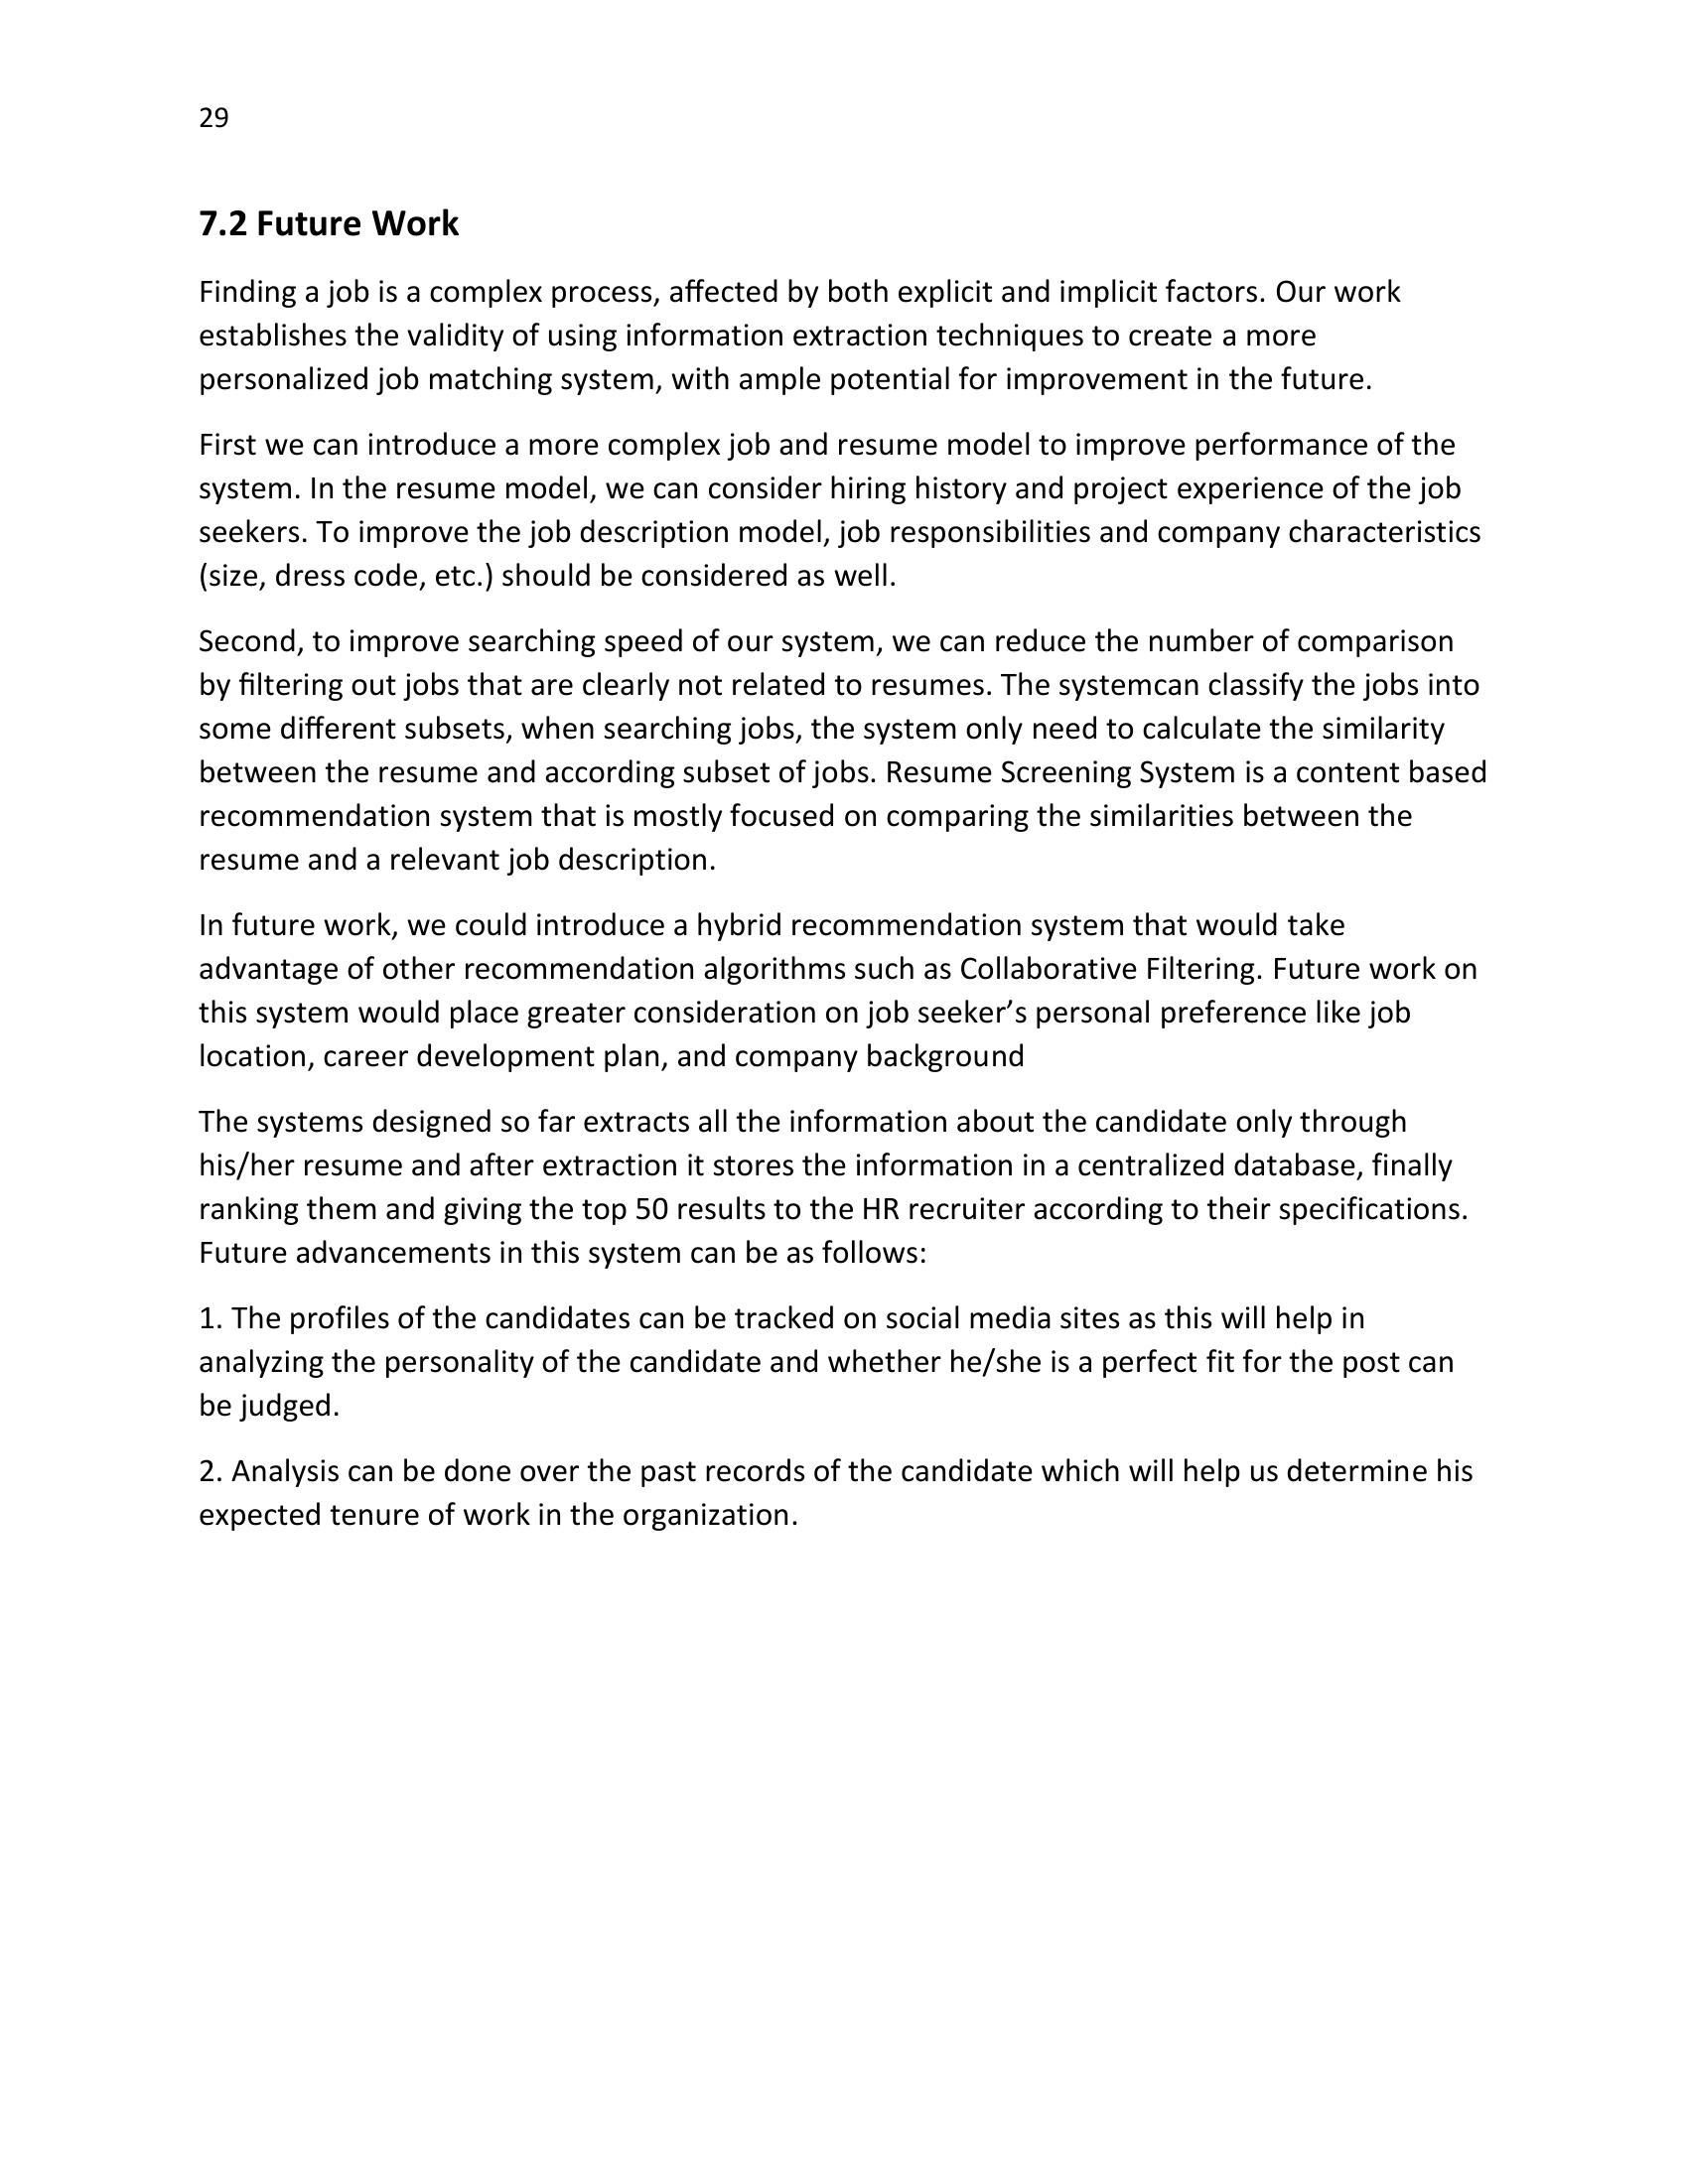 29
7.2 Future Work
Finding a job is a complex process, affected by both explicit and implicit factors. Our work
establishes the validity of using information extraction techniques to create a more
personalized job matching system, with ample potential for improvement in the future.
First we can introduce a more complex job and resume model to improve performance of the
system. In the resume model, we can consider hiring history and project experience of the job
seekers. To improve the job description model, job responsibilities and company characteristics
(size, dress code, etc.) should be considered as well.
Second, to improve searching speed of our system, we can reduce the number of comparison
by filtering out jobs that are clearly not related to resumes. The systemcan classify the jobs into
some different subsets, when searching jobs, the system only need to calculate the similarity
between the resume and according subset of jobs. Resume Screening System is a content based
recommendation system that is mostly focused on comparing the similarities between the
resume and a relevant job description.
In future work, we could introduce a hybrid recommendation system that would take
advantage of other recommendation algorithms such as Collaborative Filtering. Future work on
this system would place greater consideration on job seeker’s personal preference like job
location, career development plan, and company background
The systems designed so far extracts all the information about the candidate only through
his/her resume and after extraction it stores the information in a centralized database, finally
ranking them and giving the top 50 results to the HR recruiter according to their specifications.
Future advancements in this system can be as follows:
1. The profiles of the candidates can be tracked on social media sites as this will help in
analyzing the personality of the candidate and whether he/she is a perfect fit for the post can
be judged.
2. Analysis can be done over the past records of the candidate which will help us determine his
expected tenure of work in the organization.